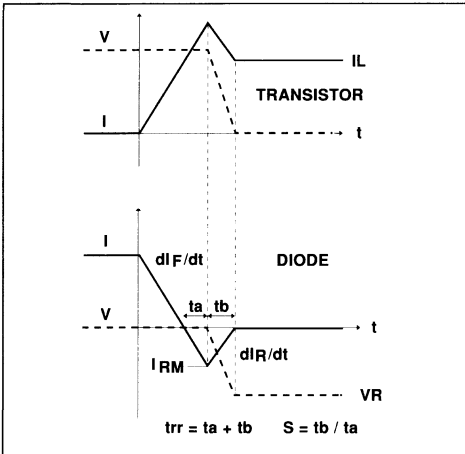 V
IL
TRANSISTOR
I
t
I
dIF/dt
DIODE
ta tb
V
t
IRM
dIR/dt
VR
trr = ta + tb S = tb / ta